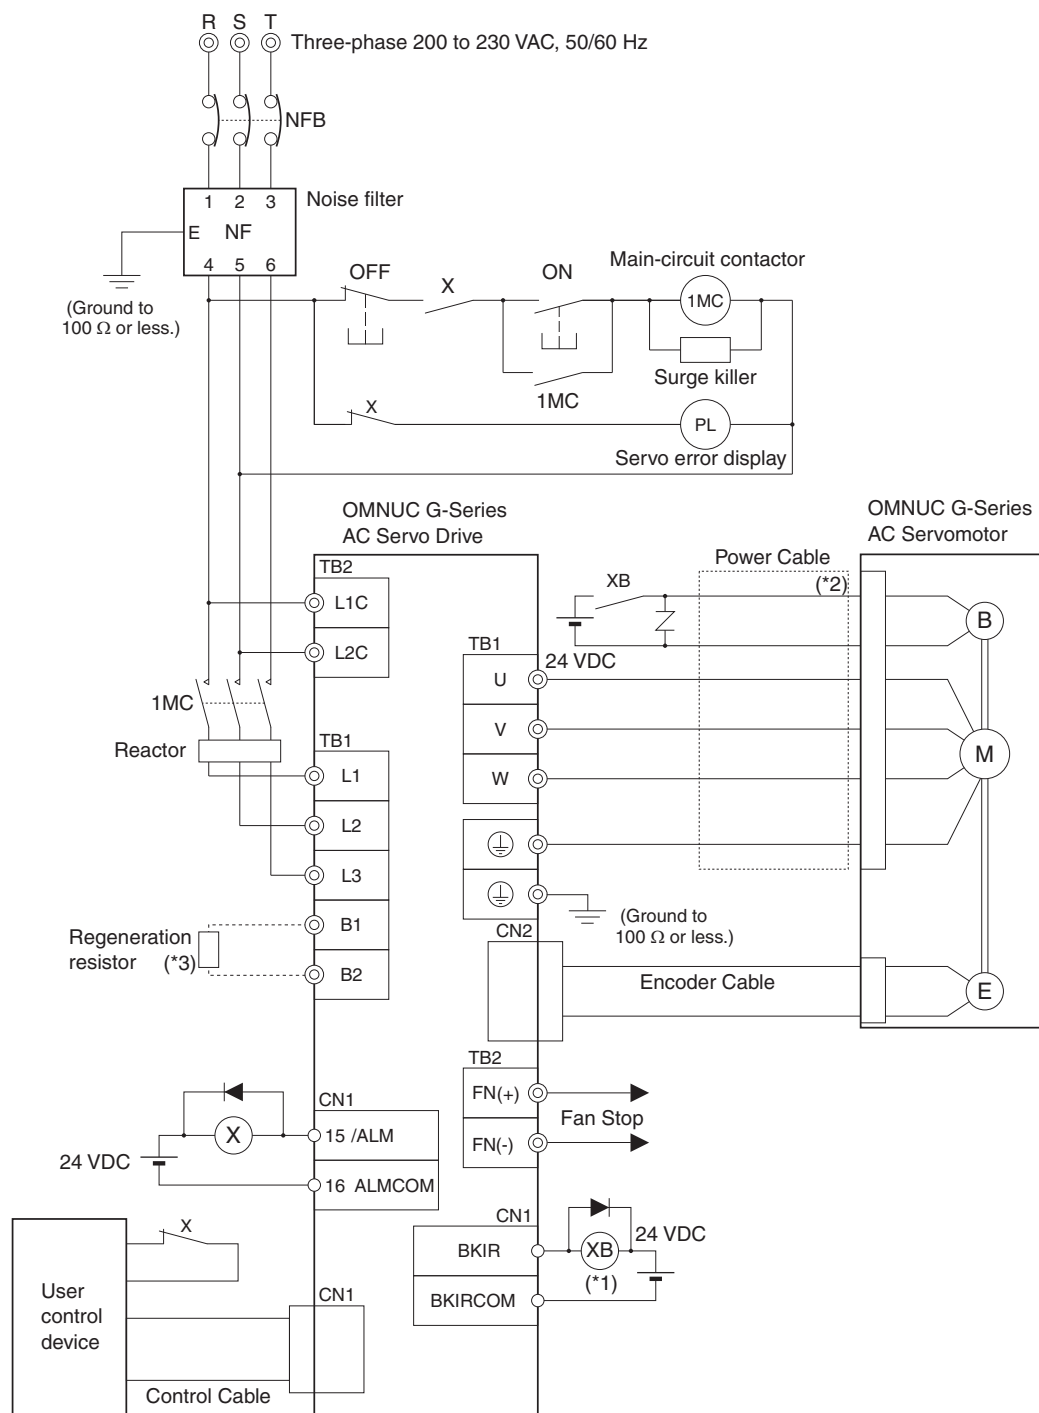 R S T
Three-phase 200 to 230 VAC, 50/60 Hz
NFB
1 2 3
Noise filter
E NF
4 5 6
(Ground to
100 Ω or less.)
OFF
X
ON
Main-circuit contactor
1MC
Surge killer
1MC
X
PL
Servo error display
OMNUC G-Series
AC Servo Drive
OMNUC G-Series
AC Servomotor
TB2
L1C
L2C
XB
Power Cable
(*2)
B
24 VDC
TB1
U
V
W
M
1MC
Reactor
TB1
L1
L2
L3
B1
B2
Regeneration
resistor (*3)
(Ground to
100 Ω or less.)
CN2
Encoder Cable
E
TB2
FN(+)
FN(-)
Fan Stop
CN1
X
15 /ALM
24 VDC
16 ALMCOM
CN1
BKIR
XB
24 VDC
(*1)
BKIRCOM
X
User
control
device
CN1
Control Cable